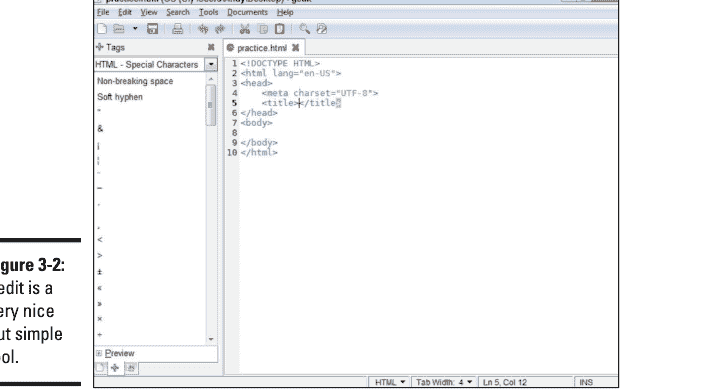 File Edit View Search Tools Documents Help
Tags
practice.html
HTML - Special Characters
Non-breaking space
Soft hyphen
"
&
¡
¦
<
>
±
«
»
×
÷
Preview
1 <!DOCTYPE HTML>
2 <html lang="en-US">
3 <head>
4 <meta charset="UTF-8">
5 <title></title>
6 </head>
7 <body>
8
9 </body>
10 </html>
HTML Tab Width: 4 Ln 5, Col 12 INS
gure 3-2:
edit is a
ery nice
ut simple
ol.